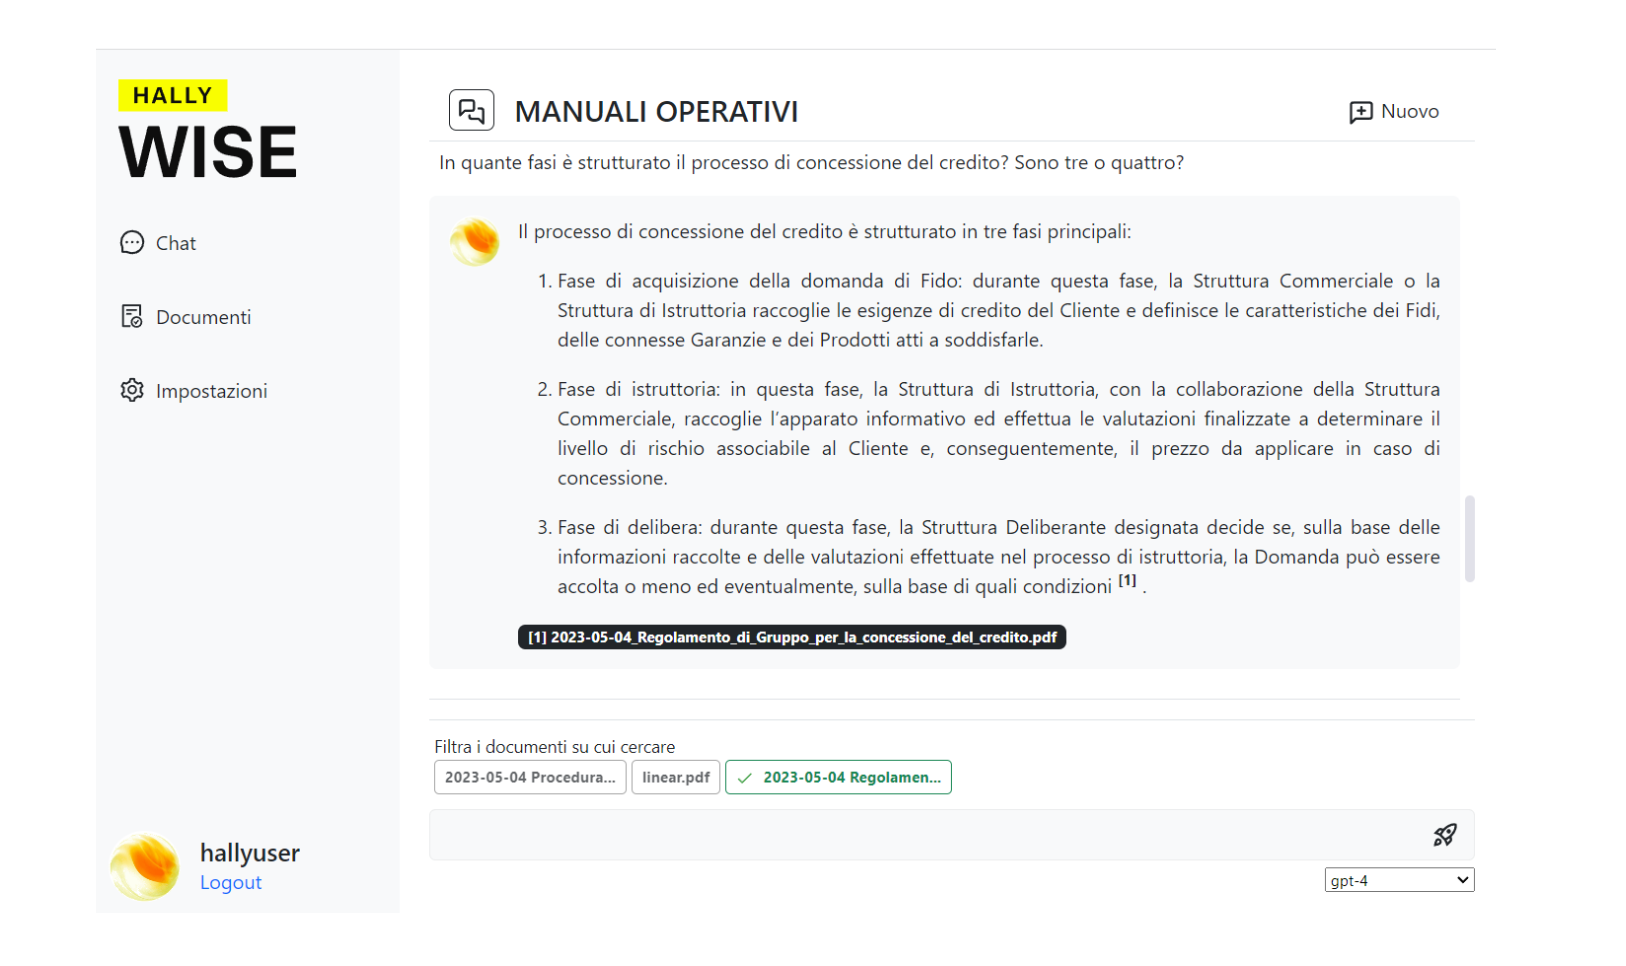 HALLY
WISE
Chat
Documenti
Impostazioni
hallyuser
Logout
MANUALI OPERATIVI
Nuovo
In quante fasi è strutturato il processo di concessione del credito? Sono tre o quattro?
Il processo di concessione del credito è strutturato in tre fasi principali:
1. Fase di acquisizione della domanda di Fido: durante questa fase, la Struttura Commerciale o la
Struttura di Istruttoria raccoglie le esigenze di credito del Cliente e definisce le caratteristiche dei Fidi,
delle connesse Garanzie e dei Prodotti atti a soddisfarle.
2. Fase di istruttoria: in questa fase, la Struttura di Istruttoria, con la collaborazione della Struttura
Commerciale, raccoglie l’apparato informativo ed effettua le valutazioni finalizzate a determinare il
livello di rischio associabile al Cliente e, conseguentemente, il prezzo da applicare in caso di
concessione.
3. Fase di delibera: durante questa fase, la Struttura Deliberante designata decide se, sulla base delle
informazioni raccolte e delle valutazioni effettuate nel processo di istruttoria, la Domanda può essere
accolta o meno ed eventualmente, sulla base di quali condizioni [1] .
[1] 2023-05-04_Regolamento_di_Gruppo_per_la_concessione_del_credito.pdf
Filtra i documenti su cui cercare
2023-05-04 Procedura...
linear.pdf
2023-05-04 Regolamen...
gpt-4